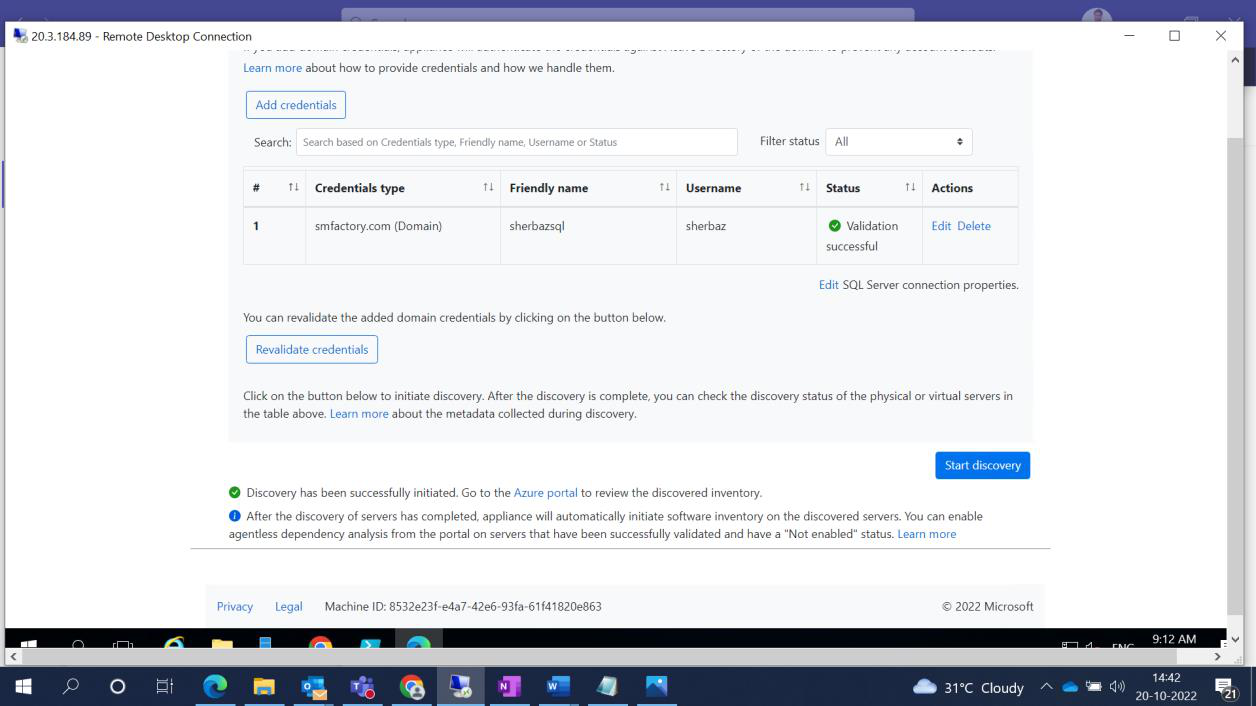 20.3.184.89 - Remote Desktop Connection
Learn more about how to provide credentials and how we handle them.
Add credentials
Search: Search based on Credentials type, Friendly name, Username or Status Filter status All
# Credentials type Friendly name Username Status Actions
1 smfactory.com (Domain) sherbazsql sherbaz Validation successful Edit Delete
Edit SQL Server connection properties.
You can revalidate the added domain credentials by clicking on the button below.
Revalidate credentials
Click on the button below to initiate discovery. After the discovery is complete, you can check the discovery status of the physical or virtual servers in
the table above. Learn more about the metadata collected during discovery.
Start discovery
Discovery has been successfully initiated. Go to the Azure portal to review the discovered inventory.
After the discovery of servers has completed, appliance will automatically initiate software inventory on the discovered servers. You can enable
agentless dependency analysis from the portal on servers that have been successfully validated and have a "Not enabled" status. Learn more
Privacy Legal Machine ID: 8532e23f-e4a7-42e6-93fa-61f41820e863 © 2022 Microsoft
ENG 9:12 AM
31°C Cloudy 14:42
20-10-2022
21